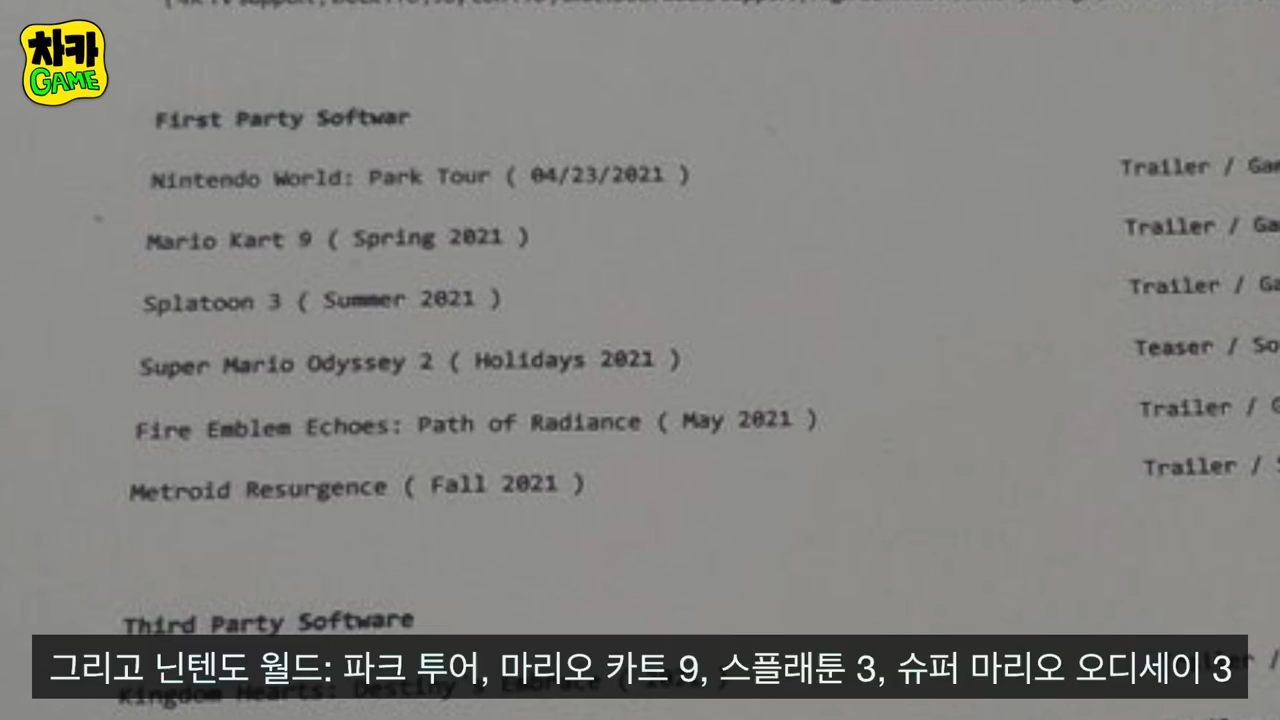 차카
GAME
First Party Softwar
Nintendo World: Park Tour ( 04/23/2021 ) Trailer /
Mario Kart 9 ( Spring 2021 ) Trailer /
Splatoon 3 ( Summer 2021 ) Trailer /
Super Mario Odyssey 2 ( Holidays 2021 ) Teaser /
Fire Emblem Echoes: Path of Radiance ( May 2021 ) Trailer /
Metroid Resurgence ( Fall 2021 ) Trailer /
Third Party Software
그리고 닌텐도 월드: 파크 투어, 마리오 카트 9, 스플래툰 3, 슈퍼 마리오 오디세이 3
Kingdom Hearts: Destiny